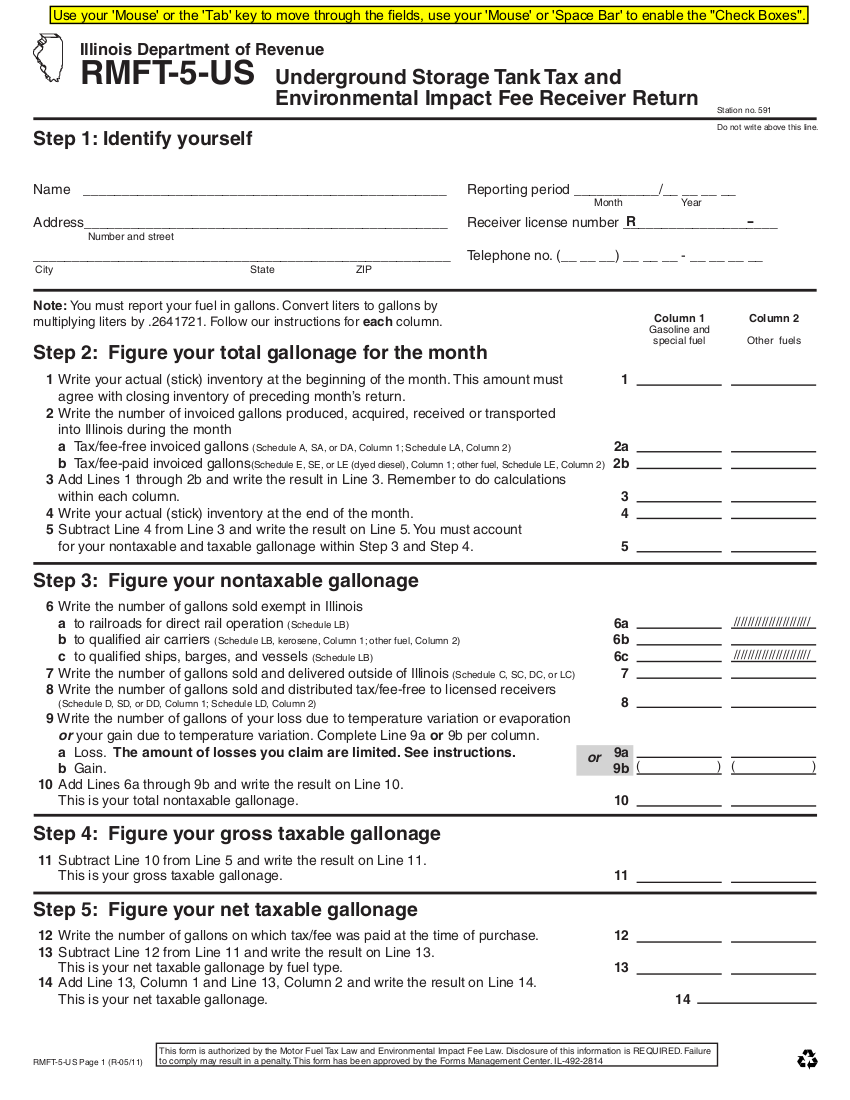 Use your 'Mouse' or the 'Tab' key to move through the fields, use your 'Mouse' or 'Space Bar' to enable the "Check Boxes".
Illinois Department of Revenue
RMFT-5-US Underground Storage Tank Tax and
Environmental Impact Fee Receiver Return
Station no. 591
Do not write above this line.
Step 1: Identify yourself
Name ______________________________________________ Reporting period ___________/__ __ __ __
Month Year
Address______________________________________________ Receiver license number R_______________–___
Number and street
_____________________________________________________ Telephone no. (__ __ __) __ __ __ - __ __ __ __
City State ZIP
Note: You must report your fuel in gallons. Convert liters to gallons by
multiplying liters by .2641721. Follow our instructions for each column.
Column 1 Column 2
Gasoline and
special fuel Other fuels
Step 2: Figure your total gallonage for the month
1 Write your actual (stick) inventory at the beginning of the month. This amount must 1
agree with closing inventory of preceding month's return.
2 Write the number of invoiced gallons produced, acquired, received or transported
into Illinois during the month
a Tax/fee-free invoiced gallons (Schedule A, SA, or DA, Column 1; Schedule LA, Column 2) 2a
b Tax/fee-paid invoiced gallons(Schedule E, SE, or LE (dyed diesel), Column 1; other fuel, Schedule LE, Column 2) 2b
3 Add Lines 1 through 2b and write the result in Line 3. Remember to do calculations
within each column. 3
4 Write your actual (stick) inventory at the end of the month. 4
5 Subtract Line 4 from Line 3 and write the result on Line 5. You must account
for your nontaxable and taxable gallonage within Step 3 and Step 4. 5
Step 3: Figure your nontaxable gallonage
6 Write the number of gallons sold exempt in Illinois
a to railroads for direct rail operation (Schedule LB) 6a //////////////////////
b to qualified air carriers (Schedule LB, kerosene, Column 1; other fuel, Column 2) 6b
c to qualified ships, barges, and vessels (Schedule LB) 6c //////////////////////
7 Write the number of gallons sold and delivered outside of Illinois (Schedule C, SC, DC, or LC) 7
8 Write the number of gallons sold and distributed tax/fee-free to licensed receivers
(Schedule D, SD, or DD, Column 1; Schedule LD, Column 2) 8
9 Write the number of gallons of your loss due to temperature variation or evaporation
or your gain due to temperature variation. Complete Line 9a or 9b per column.
a Loss. The amount of losses you claim are limited. See instructions. or 9a
b Gain. 9b ( ) ( )
10 Add Lines 6a through 9b and write the result on Line 10.
This is your total nontaxable gallonage. 10
Step 4: Figure your gross taxable gallonage
11 Subtract Line 10 from Line 5 and write the result on Line 11.
This is your gross taxable gallonage. 11
Step 5: Figure your net taxable gallonage
12 Write the number of gallons on which tax/fee was paid at the time of purchase. 12
13 Subtract Line 12 from Line 11 and write the result on Line 13.
This is your net taxable gallonage by fuel type. 13
14 Add Line 13, Column 1 and Line 13, Column 2 and write the result on Line 14.
This is your net taxable gallonage. 14
This form is authorized by the Motor Fuel Tax Law and Environmental Impact Fee Law. Disclosure of this information is REQUIRED. Failure
RMFT-5-US Page 1 (R-05/11) to comply may result in a penalty. This form has been approved by the Forms Management Center. IL-492-2814